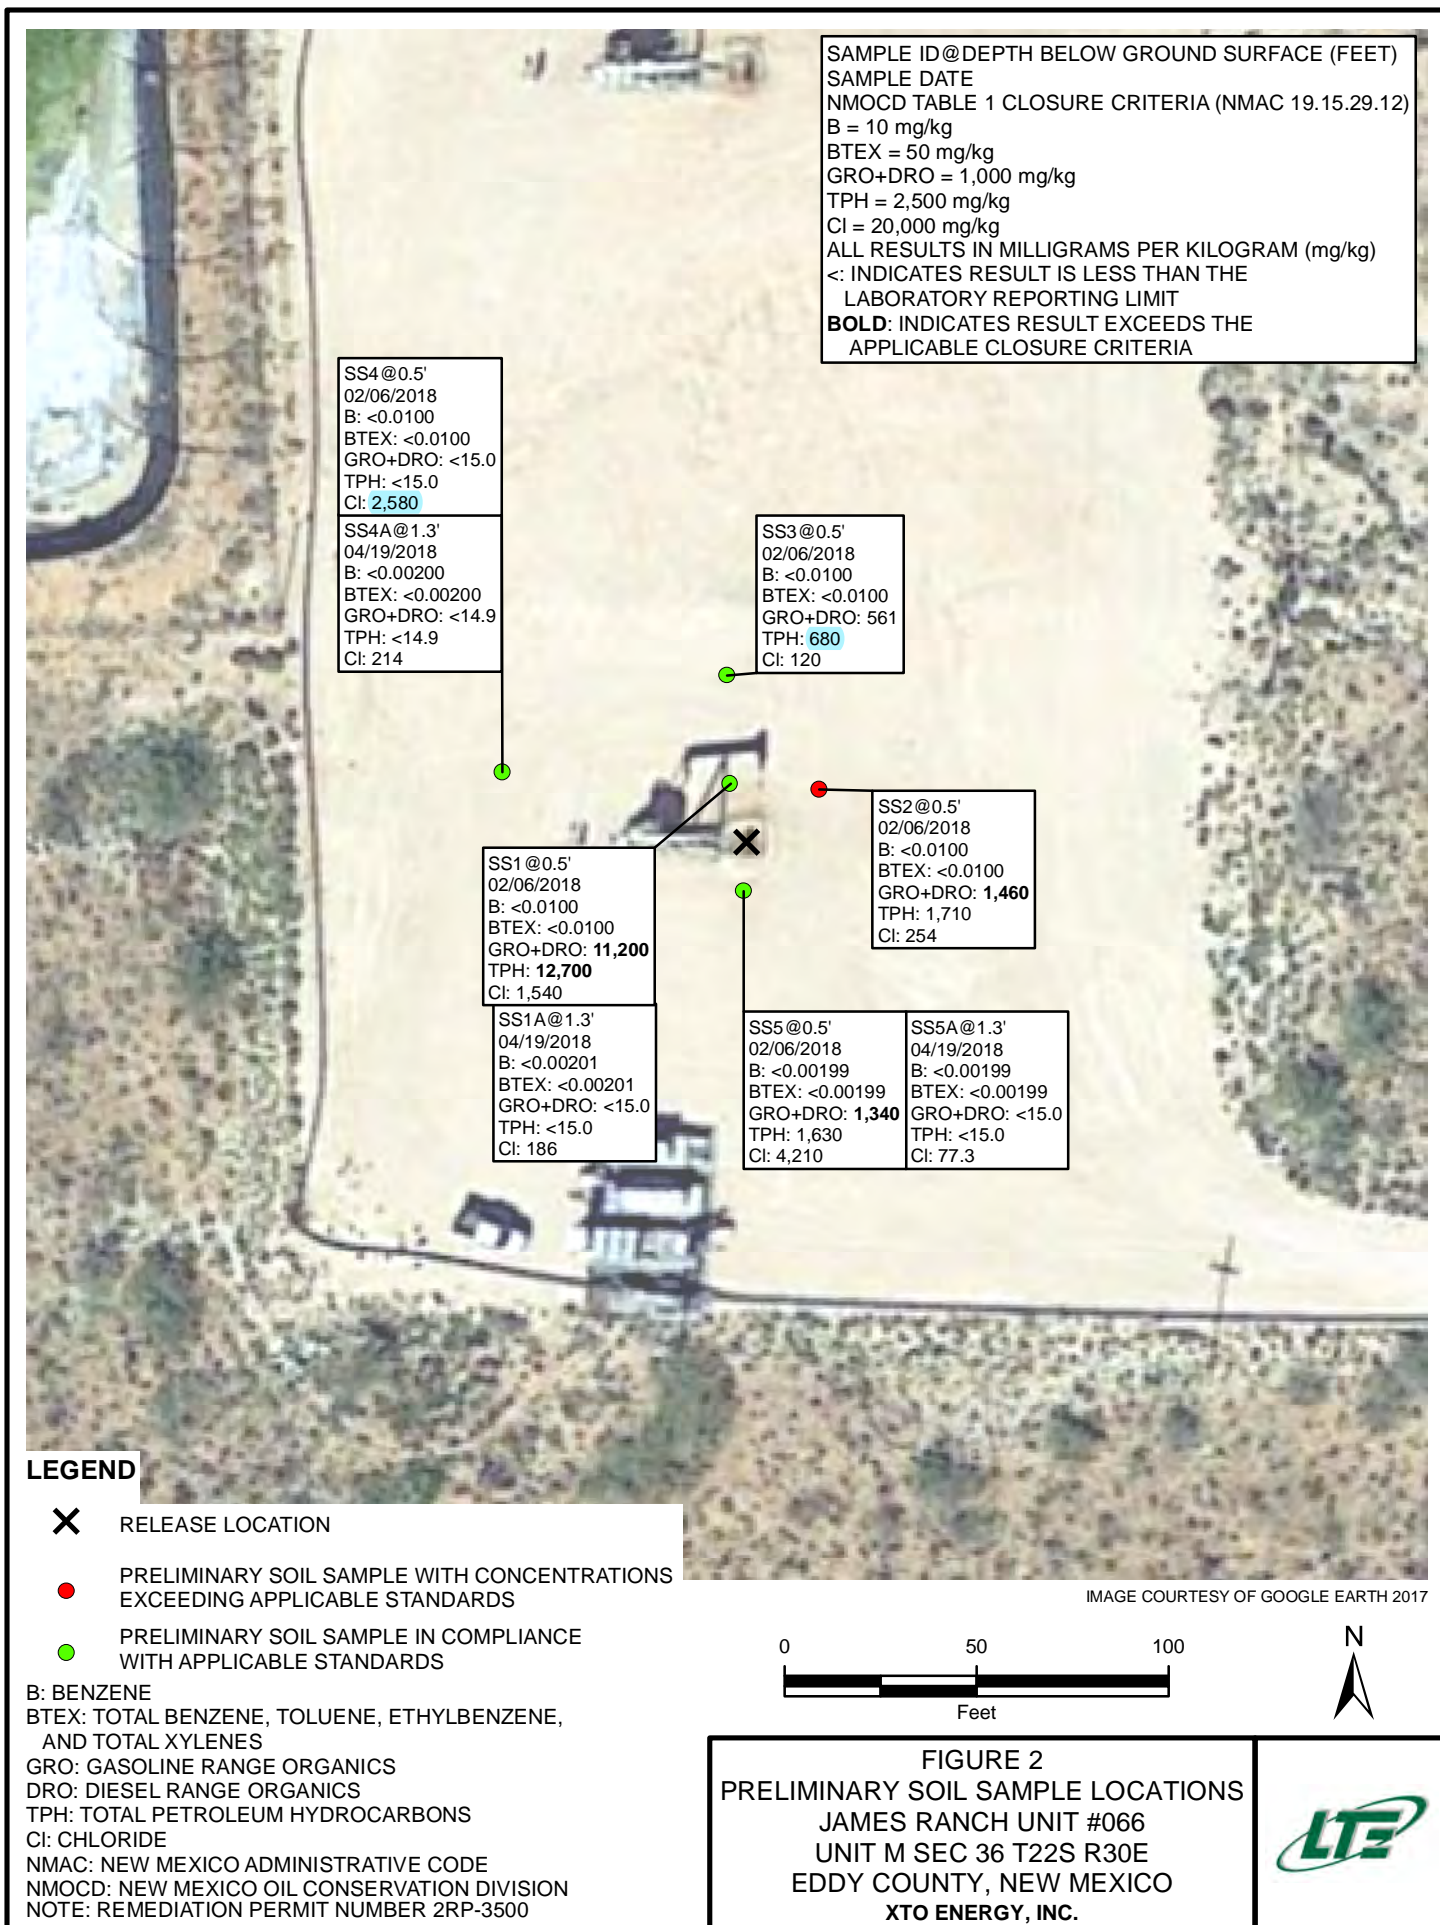 SAMPLE ID@DEPTH BELOW GROUND SURFACE (FEET)
SAMPLE DATE
NMOCD TABLE 1 CLOSURE CRITERIA (NMAC 19.15.29.12)
B = 10 mg/kg
BTEX = 50 mg/kg
GRO+DRO = 1,000 mg/kg
TPH = 2,500 mg/kg
Cl = 20,000 mg/kg
ALL RESULTS IN MILLIGRAMS PER KILOGRAM (mg/kg)
<: INDICATES RESULT IS LESS THAN THE
LABORATORY REPORTING LIMIT
BOLD: INDICATES RESULT EXCEEDS THE
APPLICABLE CLOSURE CRITERIA
SS4@0.5'
02/06/2018
B: <0.0100
BTEX: <0.0100
GRO+DRO: <15.0
TPH: <15.0
Cl: 2,580
SS4A@1.3'
04/19/2018
B: <0.00200
BTEX: <0.00200
GRO+DRO: <14.9
TPH: <14.9
Cl: 214
SS3@0.5'
02/06/2018
B: <0.0100
BTEX: <0.0100
GRO+DRO: 561
TPH: 680
Cl: 120
SS2@0.5'
02/06/2018
B: <0.0100
BTEX: <0.0100
GRO+DRO: 1,460
TPH: 1,710
Cl: 254
SS1@0.5'
02/06/2018
B: <0.0100
BTEX: <0.0100
GRO+DRO: 11,200
TPH: 12,700
Cl: 1,540
SS1A@1.3'
04/19/2018
B: <0.00201
BTEX: <0.00201
GRO+DRO: <15.0
TPH: <15.0
Cl: 186
SS5@0.5'
02/06/2018
B: <0.00199
BTEX: <0.00199
GRO+DRO: 1,340
TPH: 1,630
Cl: 4,210
SS5A@1.3'
04/19/2018
B: <0.00199
BTEX: <0.00199
GRO+DRO: <15.0
TPH: <15.0
Cl: 77.3
LEGEND
RELEASE LOCATION
PRELIMINARY SOIL SAMPLE WITH CONCENTRATIONS
EXCEEDING APPLICABLE STANDARDS
PRELIMINARY SOIL SAMPLE IN COMPLIANCE
WITH APPLICABLE STANDARDS
B: BENZENE
BTEX: TOTAL BENZENE, TOLUENE, ETHYLBENZENE,
AND TOTAL XYLENES
GRO: GASOLINE RANGE ORGANICS
DRO: DIESEL RANGE ORGANICS
TPH: TOTAL PETROLEUM HYDROCARBONS
Cl: CHLORIDE
NMAC: NEW MEXICO ADMINISTRATIVE CODE
NMOCD: NEW MEXICO OIL CONSERVATION DIVISION
NOTE: REMEDIATION PERMIT NUMBER 2RP-3500
IMAGE COURTESY OF GOOGLE EARTH 2017
0 50 100
Feet
N
FIGURE 2
PRELIMINARY SOIL SAMPLE LOCATIONS
JAMES RANCH UNIT #066
UNIT M SEC 36 T22S R30E
EDDY COUNTY, NEW MEXICO
XTO ENERGY, INC.
LTE